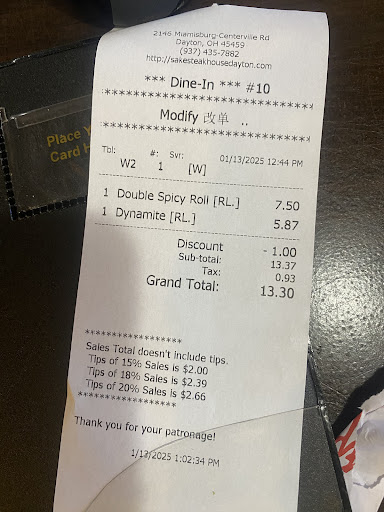 2146 Miamisburg-Centerville Rd
Dayton, OH 45459
(937) 435-7882
http://sakesteakhousedayton.com
*** Dine-In *** #10
Modify 改单 ..
Tbl: #: Svr: 01/13/2025 12:44 PM
W2 1 [W]
1 Double Spicy Roll [RL.] 7.50
1 Dynamite [RL.] 5.87
Discount - 1.00
Sub-total: 13.37
Tax: 0.93
Grand Total: 13.30
******************
Sales Total doesn't include tips.
Tips of 15% Sales is $2.00
Tips of 18% Sales is $2.39
Tips of 20% Sales is $2.66
******************
Thank you for your patronage!
1/13/2025 1:02:34 PM
Place Y
Card H